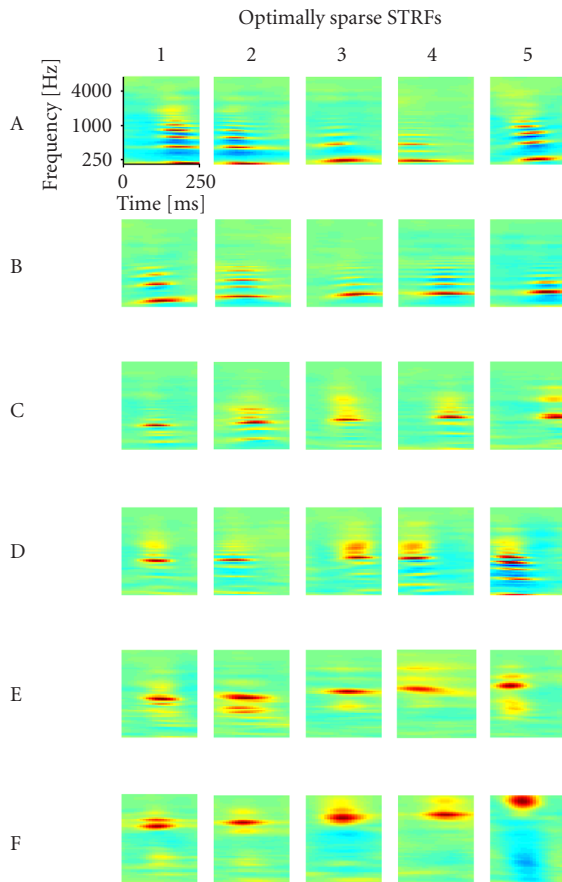 Optimally sparse STRFs
1 2 3 4 5
A
Frequency [Hz]
4000
1000
250
0 250
Time [ms]
B
C
D
E
F